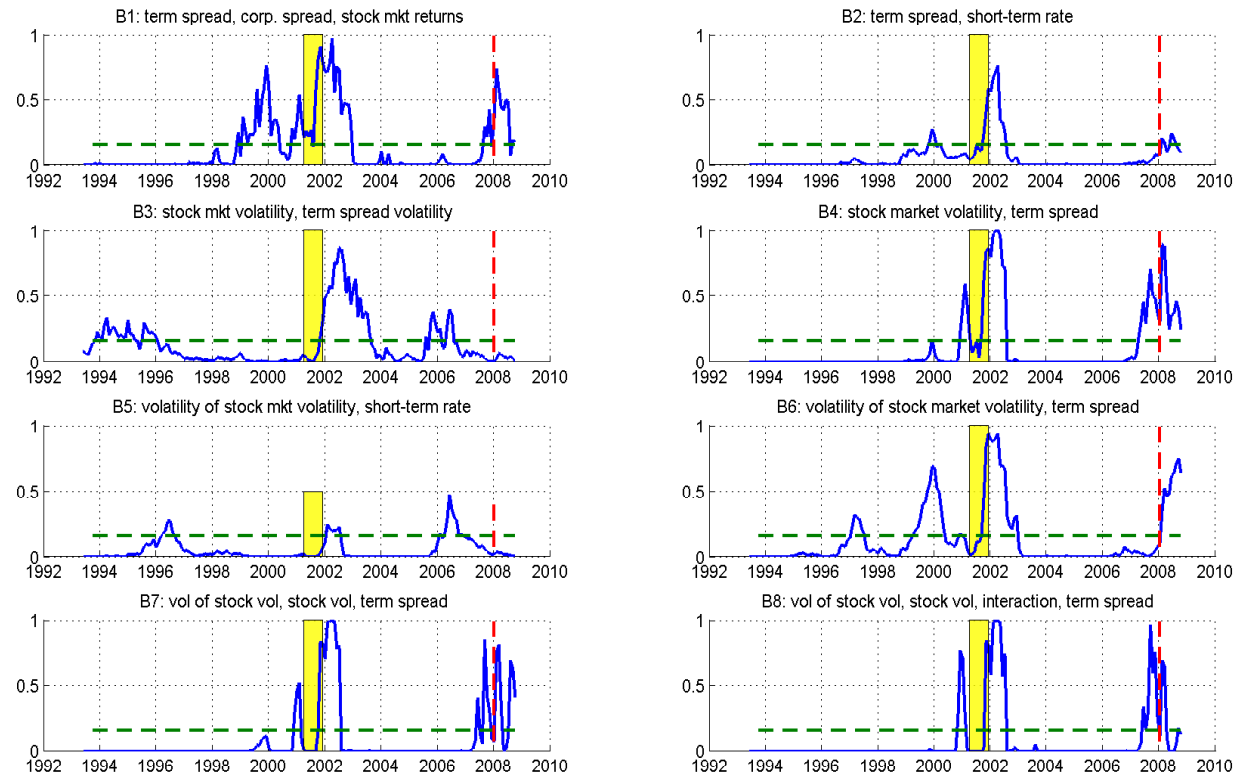 B1: term spread, corp. spread, stock mkt returns
1
0.5
0
1992 1994 1996 1998 2000 2002 2004 2006 2008 2010
B2: term spread, short-term rate
1
0.5
0
1992 1994 1996 1998 2000 2002 2004 2006 2008 2010
B3: stock mkt volatility, term spread volatility
1
0.5
0
1992 1994 1996 1998 2000 2002 2004 2006 2008 2010
B4: stock market volatility, term spread
1
0.5
0
1992 1994 1996 1998 2000 2002 2004 2006 2008 2010
B5: volatility of stock mkt volatility, short-term rate
1
0.5
0
1992 1994 1996 1998 2000 2002 2004 2006 2008 2010
B6: volatility of stock market volatility, term spread
1
0.5
0
1992 1994 1996 1998 2000 2002 2004 2006 2008 2010
B7: vol of stock vol, stock vol, term spread
1
0.5
0
1992 1994 1996 1998 2000 2002 2004 2006 2008 2010
B8: vol of stock vol, stock vol, interaction, term spread
1
0.5
0
1992 1994 1996 1998 2000 2002 2004 2006 2008 2010